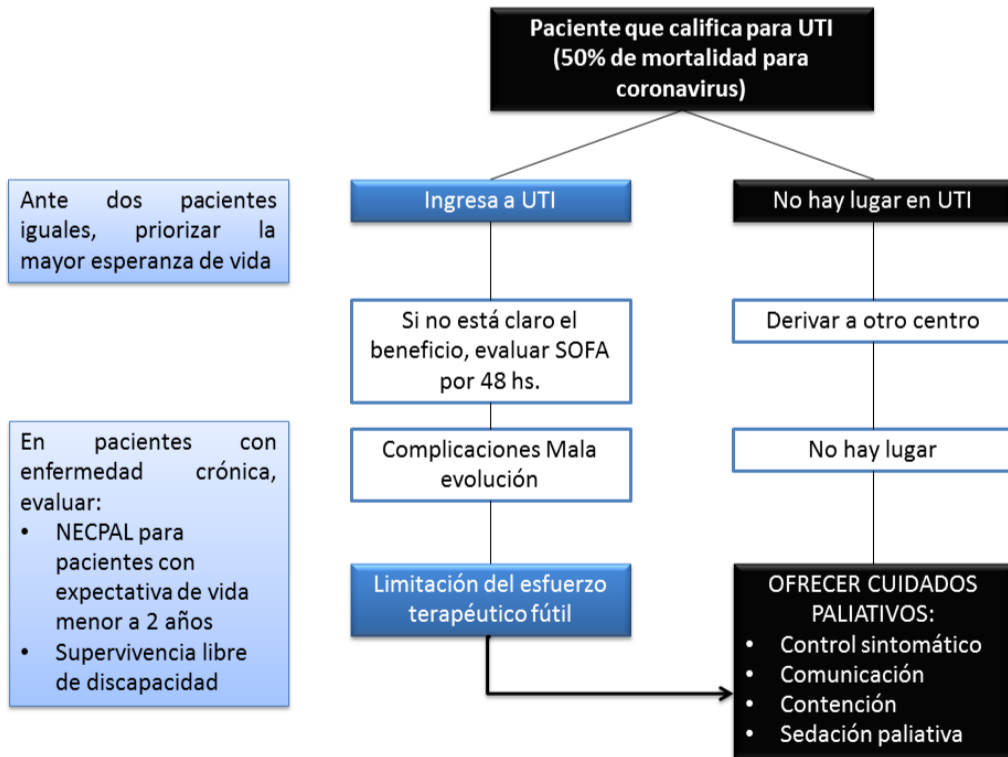 Paciente que califica para UTI
(50% de mortalidad para
coronavirus)
Ante dos pacientes
iguales, priorizar la
mayor esperanza de vida
Ingresa a UTI
No hay lugar en UTI
Si no está claro el
beneficio, evaluar SOFA
por 48 hs.
Derivar a otro centro
En pacientes con
enfermedad crónica,
evaluar:
• NECPAL para
pacientes con
expectativa de vida
menor a 2 años
• Supervivencia libre
de discapacidad
Complicaciones Mala
evolución
No hay lugar
Limitación del esfuerzo
terapéutico fútil
OFRECER CUIDADOS
PALIATIVOS:
• Control sintomático
• Comunicación
• Contención
• Sedación paliativa